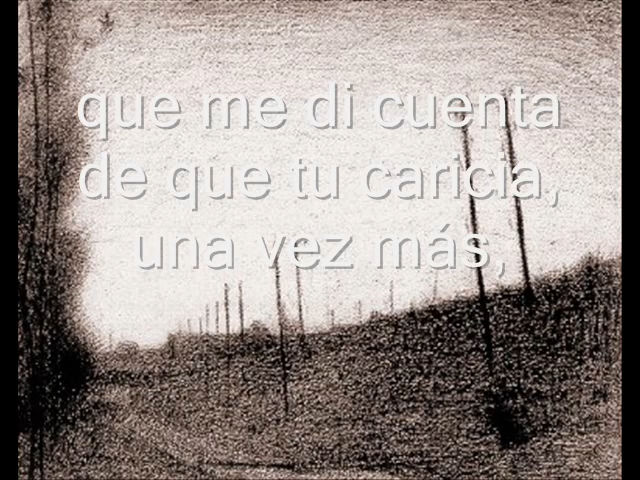 que me di cuenta
de que tu caricia,
una vez más,